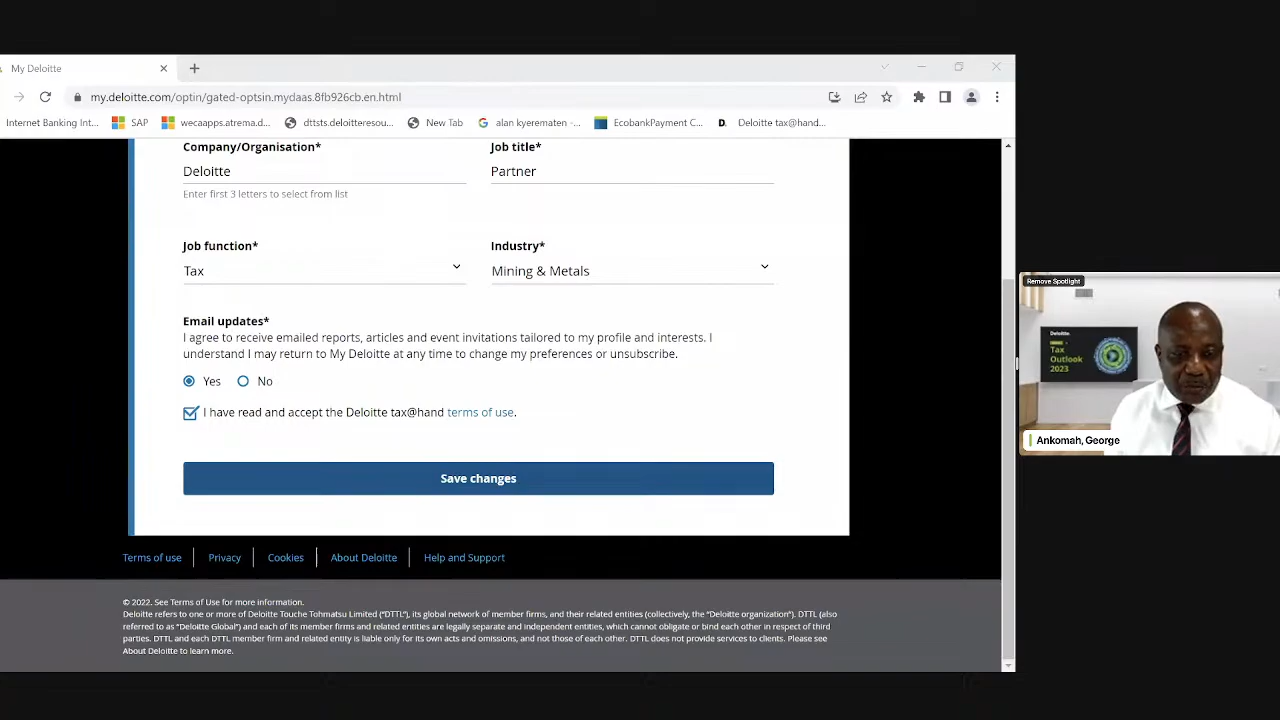 My Deloitte
my.deloitte.com/optin/gated-optsin.mydaas.8fb926cb.en.html
Internet Banking Int... SAP wecaapps.atrema.d... dttsts.deloitteresou... New Tab alan kyerematen -... EcobankPayment C... D. Deloitte tax@hand...
Company/Organisation* Job title*
Deloitte Partner
Enter first 3 letters to select from list
Job function* Industry*
Tax Mining & Metals
Email updates*
I agree to receive emailed reports, articles and event invitations tailored to my profile and interests. I
understand I may return to My Deloitte at any time to change my preferences or unsubscribe.
Yes No
I have read and accept the Deloitte tax@hand terms of use.
Save changes
Terms of use Privacy Cookies About Deloitte Help and Support
© 2022. See Terms of Use for more information.
Deloitte refers to one or more of Deloitte Touche Tohmatsu Limited ("DTTL"), its global network of member firms, and their related entities (collectively, the "Deloitte organization"). DTTL (also
referred to as "Deloitte Global") and each of its member firms and related entities are legally separate and independent entities, which cannot obligate or bind each other in respect of third
parties. DTTL and each DTTL member firm and related entity is liable only for its own acts and omissions, and not those of each other. DTTL does not provide services to clients. Please see
About Deloitte to learn more.
Remove Spotlight
Deloitte.
Tax
Outlook
2023
Ankomah, George